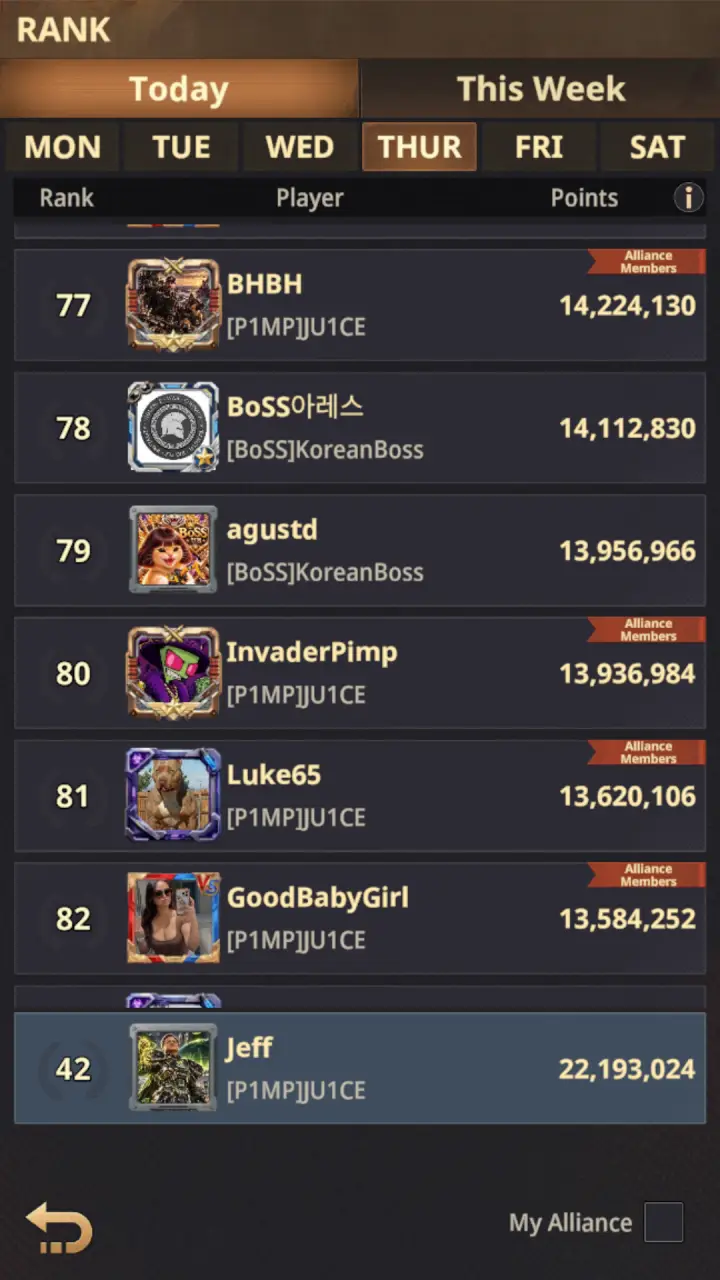 RANK
Today
This Week
MON TUE WED THUR FRI SAT
Rank Player Points i
Alliance Members
77 BHBH 14,224,130
[P1MP]JU1CE
78 BoSS아레스 14,112,830
[BoSS]KoreanBoss
79 agustd 13,956,966
[BoSS]KoreanBoss
Alliance Members
80 InvaderPimp 13,936,984
[P1MP]JU1CE
Alliance Members
81 Luke65 13,620,106
[P1MP]JU1CE
Alliance Members
82 GoodBabyGirl 13,584,252
[P1MP]JU1CE
42 Jeff 22,193,024
[P1MP]JU1CE
My Alliance